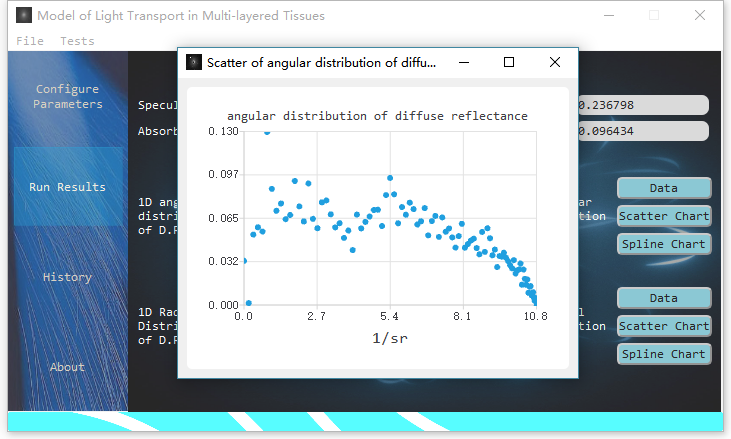 Model of Light Transport in Multi-layered Tissues
File Tests
Scatter of angular distribution of diffu...
Configure
Parameters
Run Results
History
About
Specul
0.236798
Absorb
0.096434
angular distribution of diffuse reflectance
0.130
0.097
0.065
0.032
0.000
0.0 2.7 5.4 8.1 10.8
1/sr
1D ang
distri
of D.R
Data
Scatter Chart
Spline Chart
1D Rad
Distri
of D.R
Data
Scatter Chart
Spline Chart